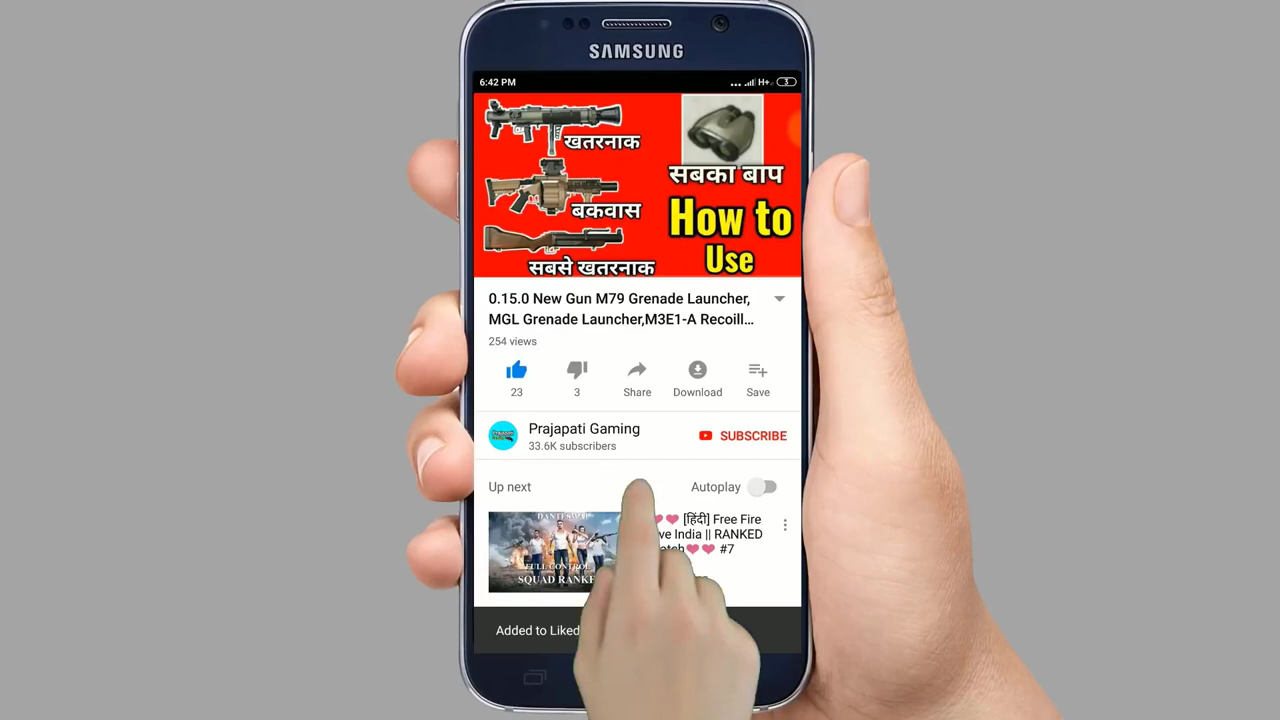 SAMSUNG
6:42 PM
H+
3
खतरनाक
सबका बाप
बकवास
How to
Use
सबसे खतरनाक
0.15.0 New Gun M79 Grenade Launcher,
MGL Grenade Launcher,M3E1-A Recoill...
254 views
23
3
Share
Download
Save
Prajapati Gaming
33.6K subscribers
SUBSCRIBE
Up next
Autoplay
[हिंदी] Free Fire
India || RANKED
#7
FULL CONTROL
SQUAD
Added to Liked